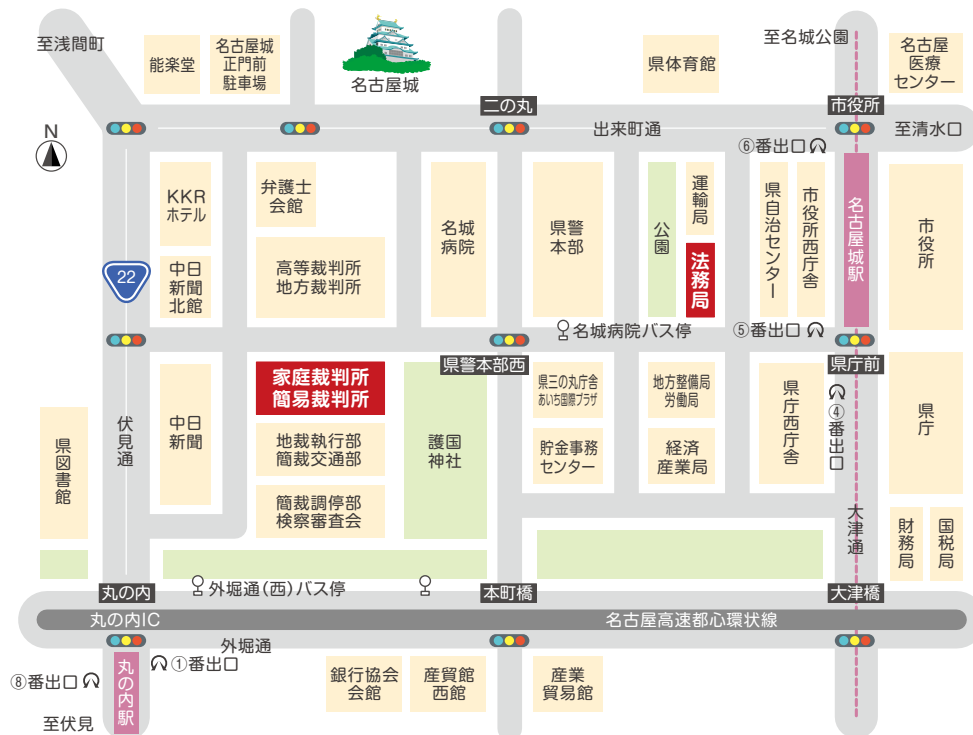 至浅間町
能楽堂
名古屋城
正門前
駐車場
名古屋城
県体育館
至名城公園
名古屋
医療
センター
二の丸
市役所
出来町通
至清水口
N
⑥番出口
KKR
ホテル
弁護士
会館
名城
病院
県警
本部
公園
運輸局
法務局
県自治センター
市役所西庁舎
名古屋城駅
市役所
22
中日
新聞
北館
高等裁判所
地方裁判所
名城病院バス停
⑤番出口
県警本部西
県庁前
家庭裁判所
簡易裁判所
県三の丸庁舎
あいち国際プラザ
地方整備局
労働局
県庁西庁舎
④番出口
県庁
伏見通
中日
新聞
護国
神社
県図書館
地裁執行部
簡裁交通部
貯金事務
センター
経済
産業局
簡裁調停部
検察審査会
大津通
財務局
国税局
丸の内
外堀通(西)バス停
本町橋
大津橋
丸の内IC
名古屋高速都心環状線
外堀通
①番出口
⑧番出口
丸の内駅
銀行協会
会館
産貿館
西館
産業
貿易館
至伏見